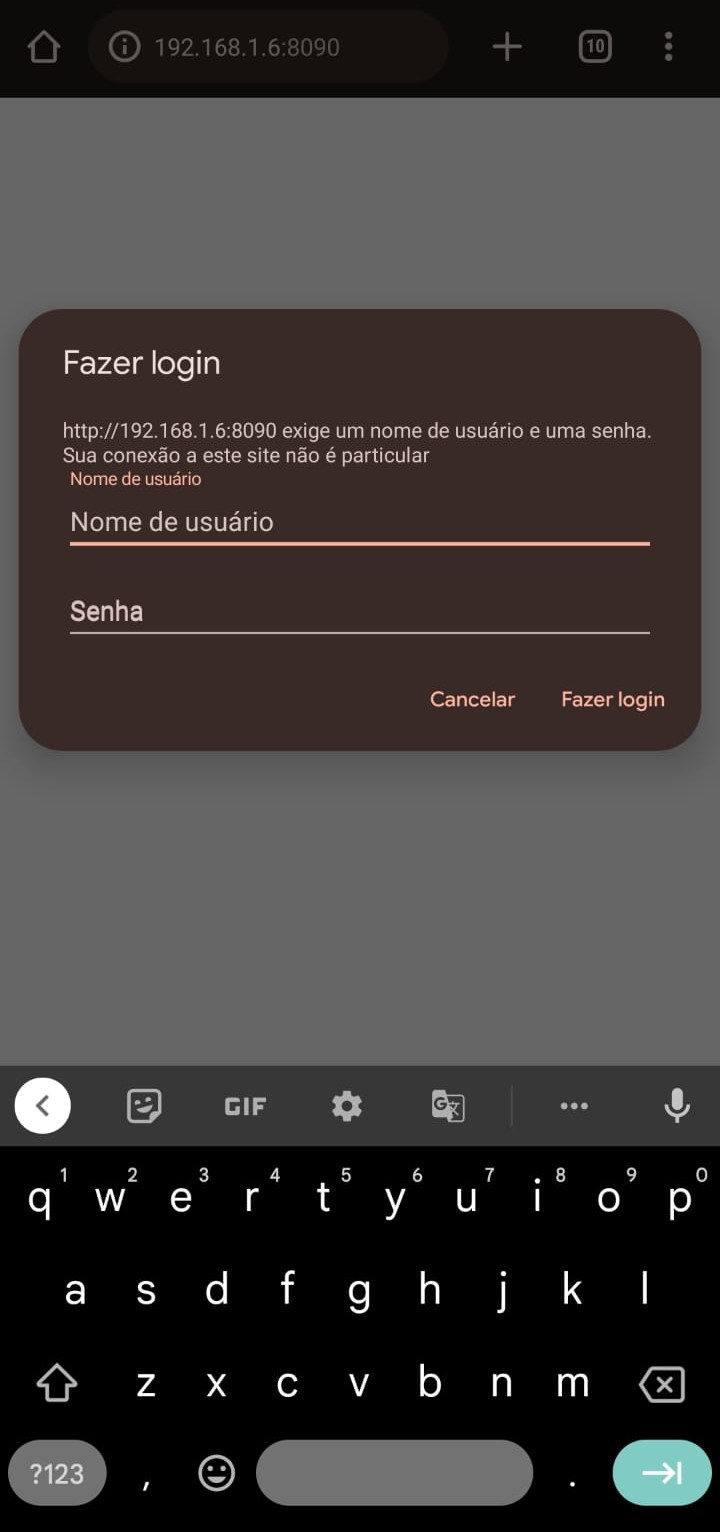 192.168.1.6:8090
10
Fazer login
http://192.168.1.6:8090 exige um nome de usuário e uma senha.
Sua conexão a este site não é particular
Nome de usuário
Nome de usuário
Senha
Cancelar Fazer login
GIF
1 2 3 4 5 6 7 8 9 0
q w e r t y u i o p
a s d f g h j k l
z x c v b n m
?123 , .